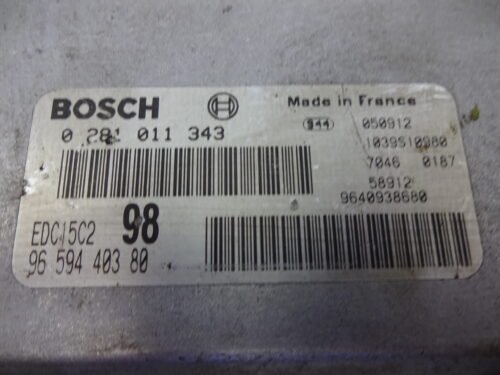 BOSCH
Made in France
0 281 011 343
944 050912
1039S10980
7046 0187
58912
9640938680
EDC15C2 98
96 594 403 80